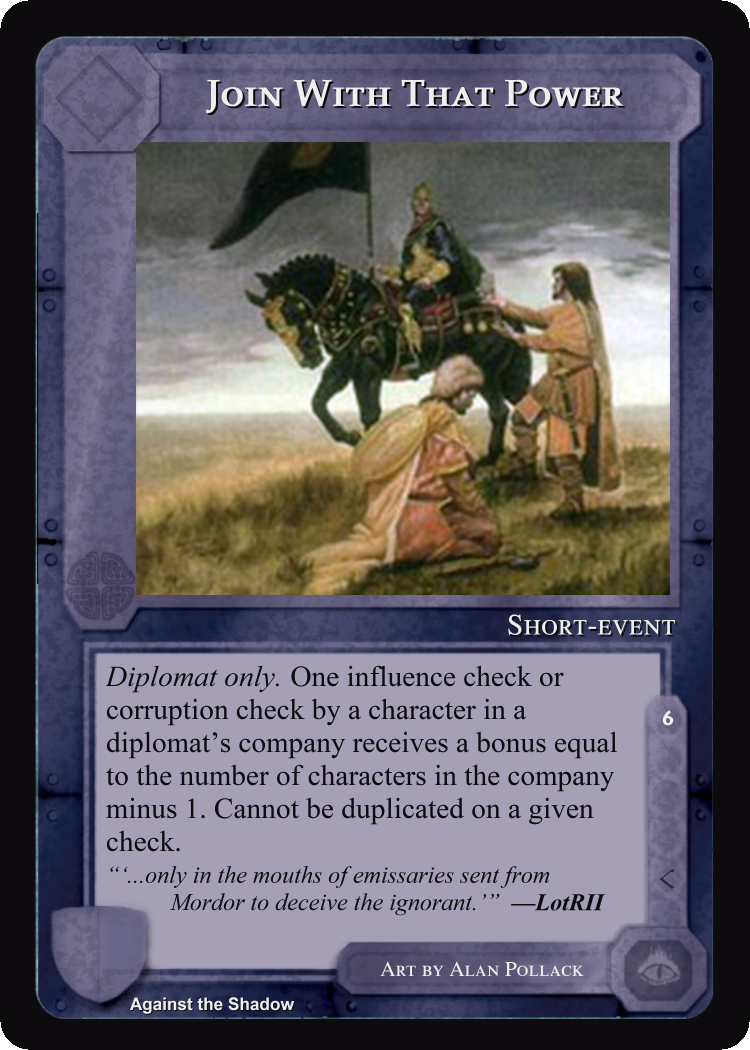 Join With That Power
Short-event
Diplomat only. One influence check or
corruption check by a character in a
diplomat's company receives a bonus equal
to the number of characters in the company
minus 1. Cannot be duplicated on a given
check.
6
“‘...only in the mouths of emissaries sent from
Mordor to deceive the ignorant.’” —LotRII
Art by Alan Pollack
Against the Shadow